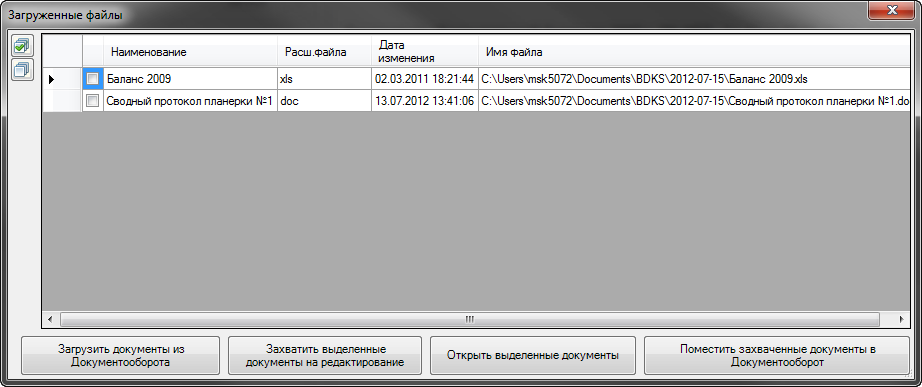 Загруженные файлы
Наименование Расш.файла Дата изменения Имя файла
Баланс 2009 xls 02.03.2011 18:21:44 C:\Users\msk5072\Documents\BDKS\2012-07-15\Баланс 2009.xls
Сводный протокол планерки №1 doc 13.07.2012 13:41:06 C:\Users\msk5072\Documents\BDKS\2012-07-15\Сводный протокол планерки №1.do
Загрузить документы из
Документооборота
Захватить выделенные
документы на редактирование
Открыть выделенные документы
Поместить захваченные документы в
Документооборот